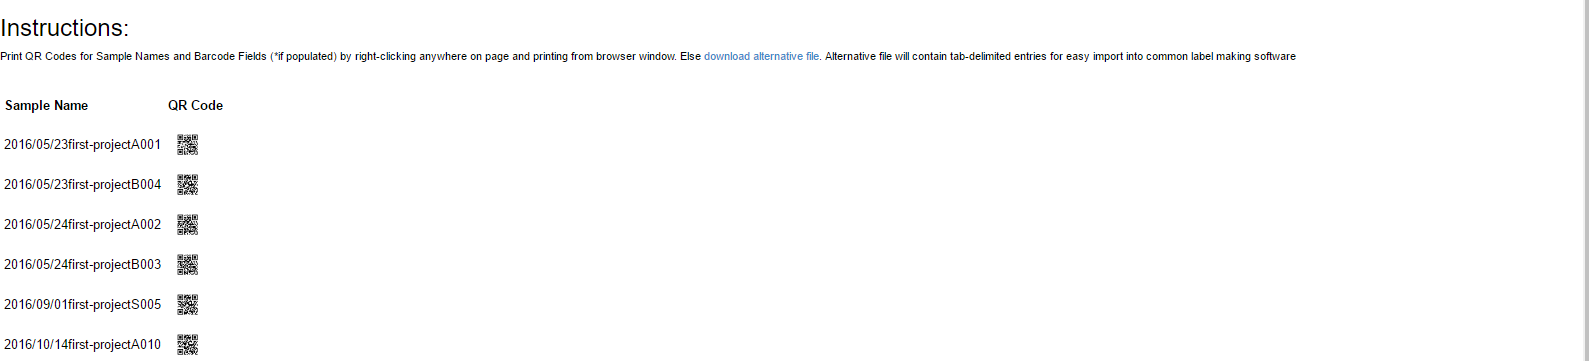 Instructions:
Print QR Codes for Sample Names and Barcode Fields (*if populated) by right-clicking anywhere on page and printing from browser window. Else download alternative file. Alternative file will contain tab-delimited entries for easy import into common label making software
Sample Name QR Code
2016/05/23first-projectA001
2016/05/23first-projectB004
2016/05/24first-projectA002
2016/05/24first-projectB003
2016/09/01first-projectS005
2016/10/14first-projectA010